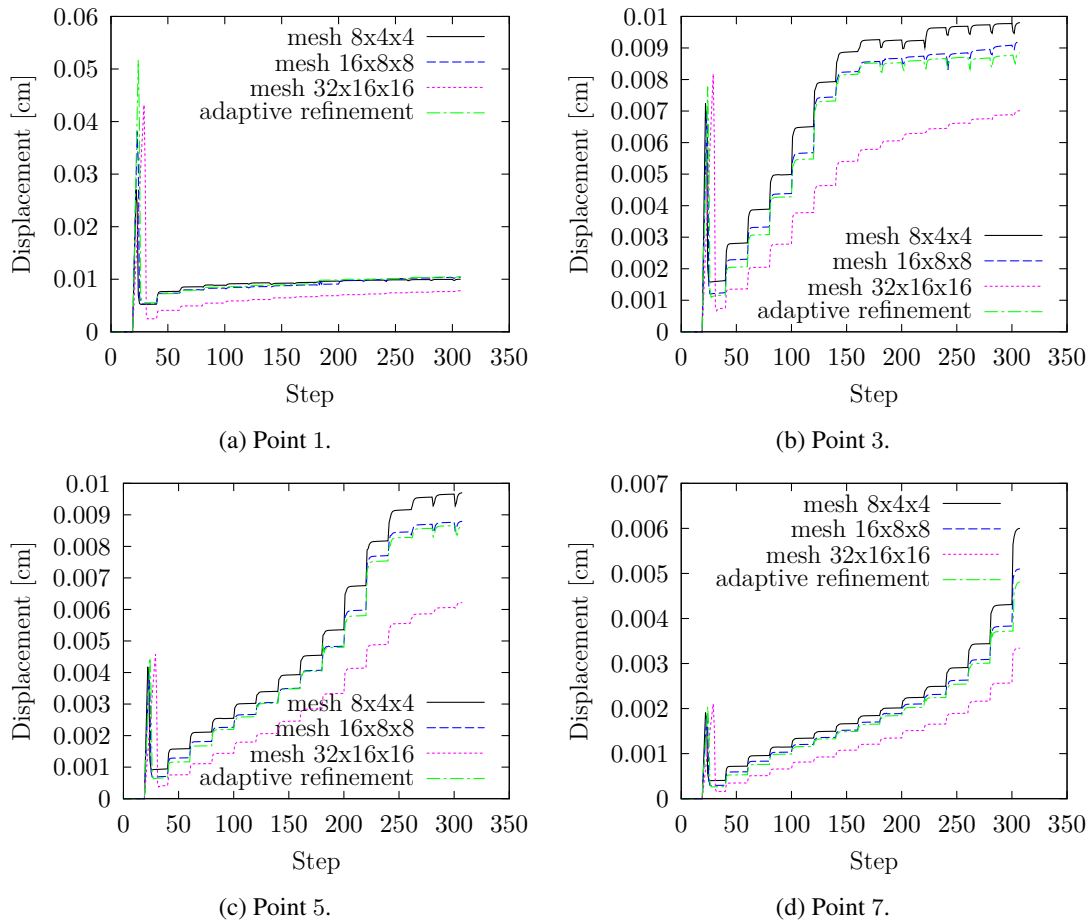 0.06
0.05
0.04
0.03
0.02
0.01
0
Displacement [cm]
mesh 8x4x4
mesh 16x8x8
mesh 32x16x16
adaptive refinement
0 50 100 150 200 250 300 350
Step
(a) Point 1.
0.01
0.009
0.008
0.007
0.006
0.005
0.004
0.003
0.002
0.001
0
Displacement [cm]
mesh 8x4x4
mesh 16x8x8
mesh 32x16x16
adaptive refinement
0 50 100 150 200 250 300 350
Step
(b) Point 3.
0.01
0.009
0.008
0.007
0.006
0.005
0.004
0.003
0.002
0.001
0
Displacement [cm]
mesh 8x4x4
mesh 16x8x8
mesh 32x16x16
adaptive refinement
0 50 100 150 200 250 300 350
Step
(c) Point 5.
0.007
0.006
0.005
0.004
0.003
0.002
0.001
0
Displacement [cm]
mesh 8x4x4
mesh 16x8x8
mesh 32x16x16
adaptive refinement
0 50 100 150 200 250 300 350
Step
(d) Point 7.